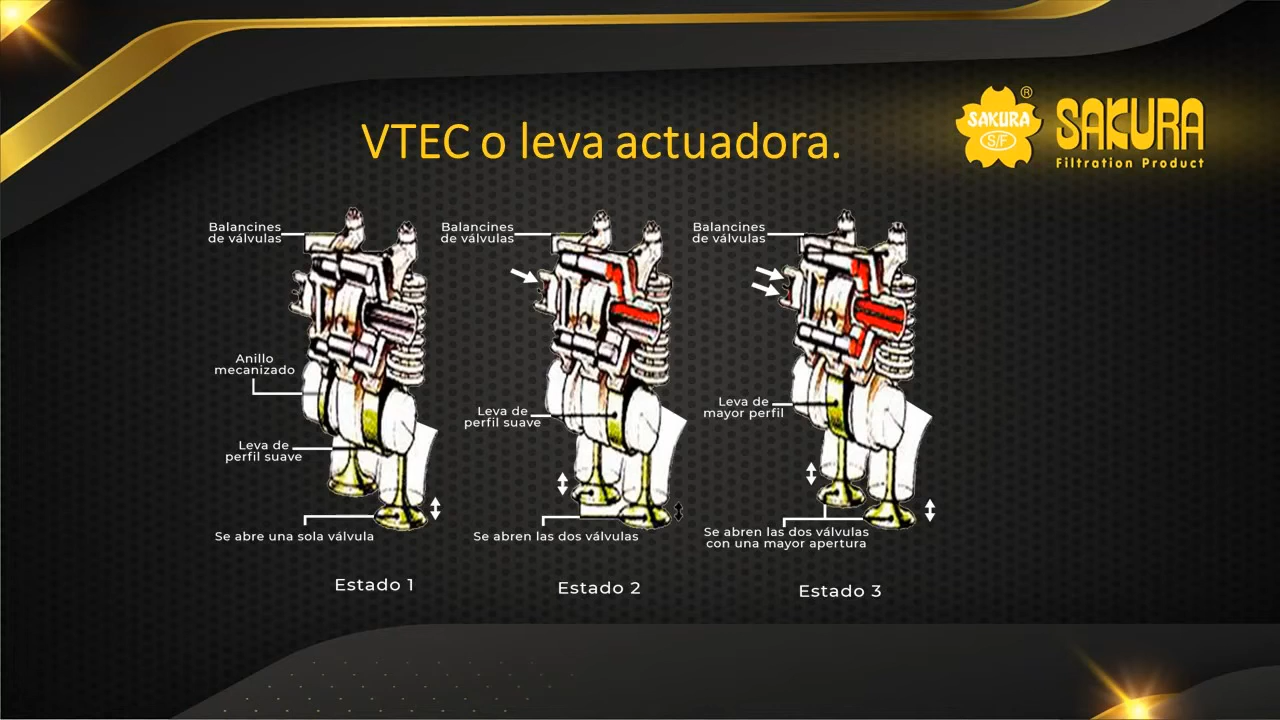 VTEC o leva actuadora.
®
SAKURA
S/F
SAKURA
Filtration Product
Balancines
de válvulas
Anillo
mecanizado
Leva de
perfil suave
Se abre una sola válvula
Estado 1
Balancines
de válvulas
Leva de
perfil suave
Se abren las dos válvulas
Estado 2
Balancines
de válvulas
Leva de
mayor perfil
Se abren las dos válvulas
con una mayor apertura
Estado 3